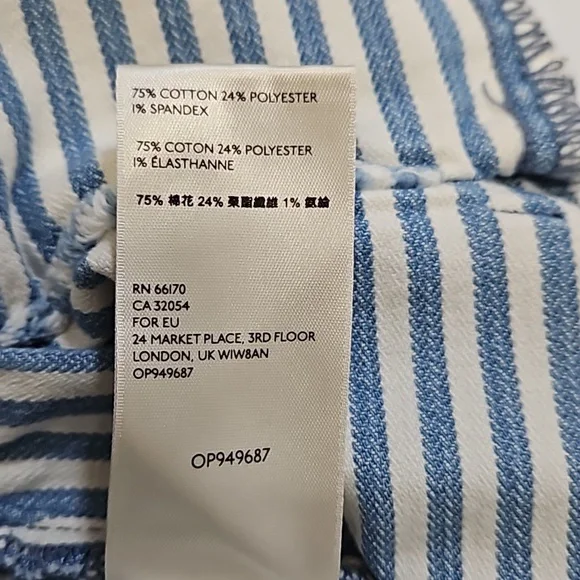 75% COTTON 24% POLYESTER
1% SPANDEX
75% COTON 24% POLYESTER
1% ÉLASTHANNE
75% 棉花 24% 聚酯纖維 1% 氨綸
RN 66170
CA 32054
FOR EU
24 MARKET PLACE, 3RD FLOOR
LONDON, UK W1W8AN
OP949687
OP949687